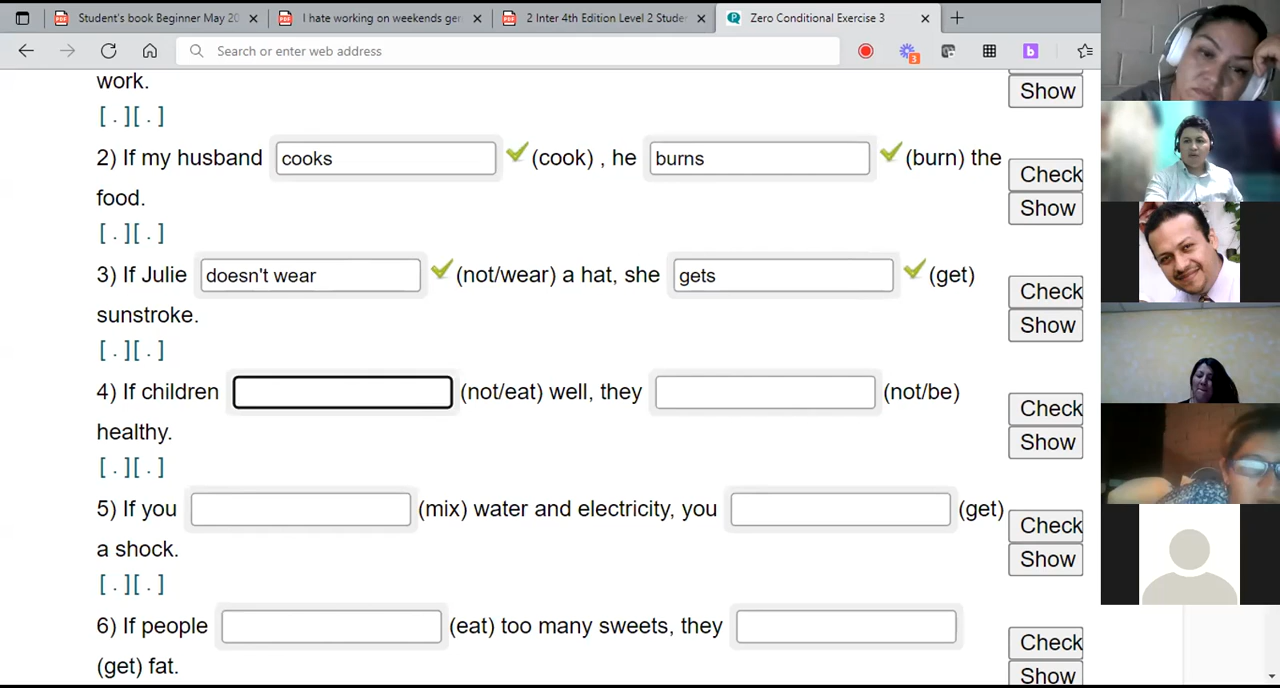 Student's book Beginner May 20
I hate working on weekends ger
2 Inter 4th Edition Level 2 Stude
Zero Conditional Exercise 3
Search or enter web address
3
b
work.
Show
[ . ][ . ]
2) If my husband cooks (cook) , he burns (burn) the
Check
food.
Show
[ . ][ . ]
3) If Julie doesn't wear (not/wear) a hat, she gets (get)
Check
sunstroke.
Show
[ . ][ . ]
4) If children (not/eat) well, they (not/be)
Check
healthy.
Show
[ . ][ . ]
5) If you (mix) water and electricity, you (get)
Check
a shock.
Show
[ . ][ . ]
6) If people (eat) too many sweets, they
Check
(get) fat.
Show